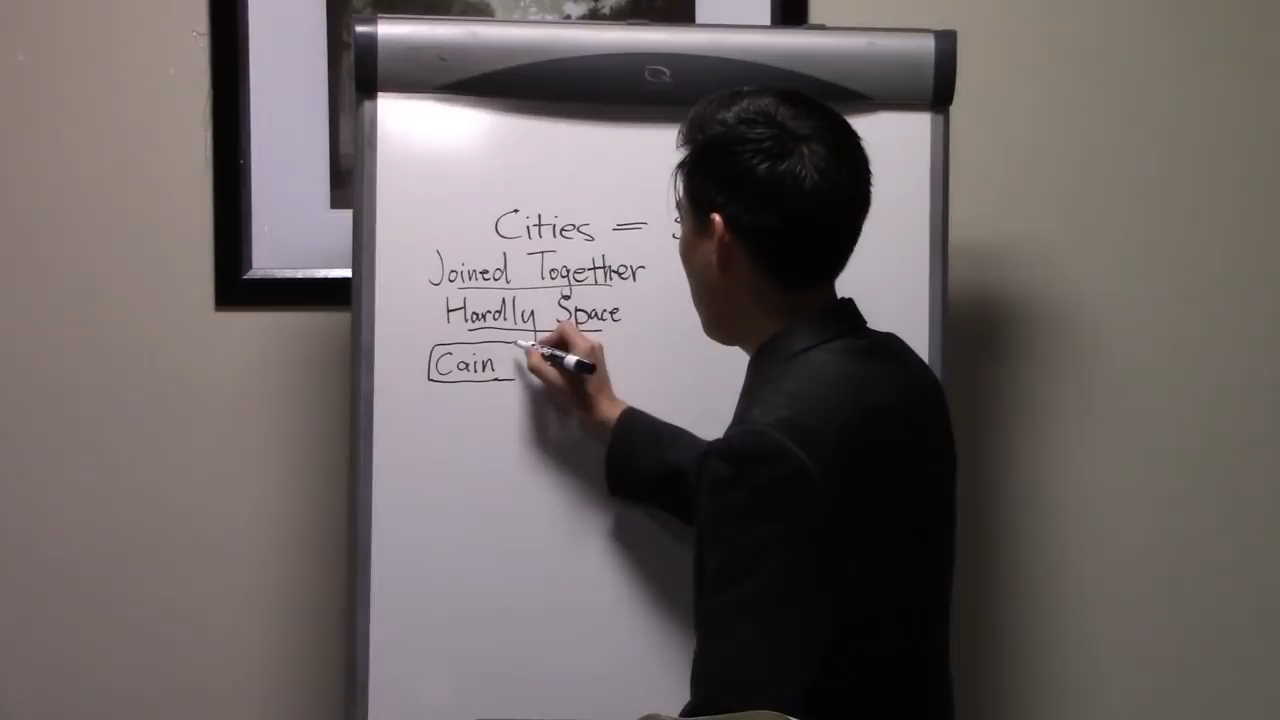 Cities =
Joined Together
Hardly Space
Cain